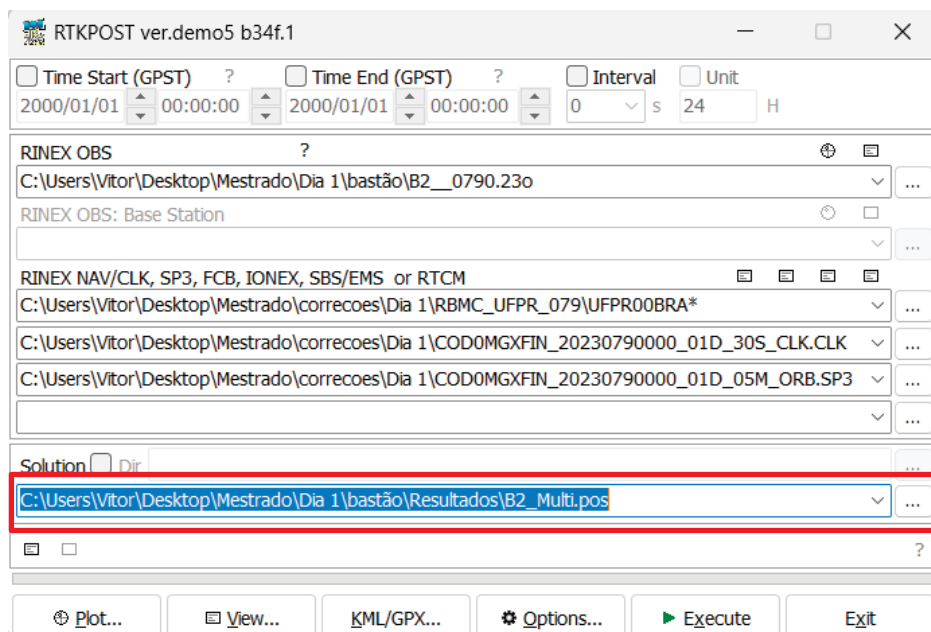 RTKPOST ver.demo5 b34f.1
Time Start (GPST) ? Time End (GPST) ? Interval Unit
2000/01/01 00:00:00 2000/01/01 00:00:00 0 s 24 H
RINEX OBS ?
C:\Users\Vitor\Desktop\Mestrado\Dia 1\bastão\B2__0790.23o ...
RINEX OBS: Base Station
...
RINEX NAV/CLK, SP3, FCB, IONEX, SBS/EMS or RTCM
C:\Users\Vitor\Desktop\Mestrado\correcoes\Dia 1\RBMC_UFPR_079\UFPR00BRA* ...
C:\Users\Vitor\Desktop\Mestrado\correcoes\Dia 1\COD0MGXFIN_20230790000_01D_30S_CLK.CLK ...
C:\Users\Vitor\Desktop\Mestrado\correcoes\Dia 1\COD0MGXFIN_20230790000_01D_05M_ORB.SP3 ...
...
Solution Dir ...
C:\Users\Vitor\Desktop\Mestrado\Dia 1\bastão\Resultados\B2_Multi.pos ...
?
Plot... View... KML/GPX... Options... Execute Exit